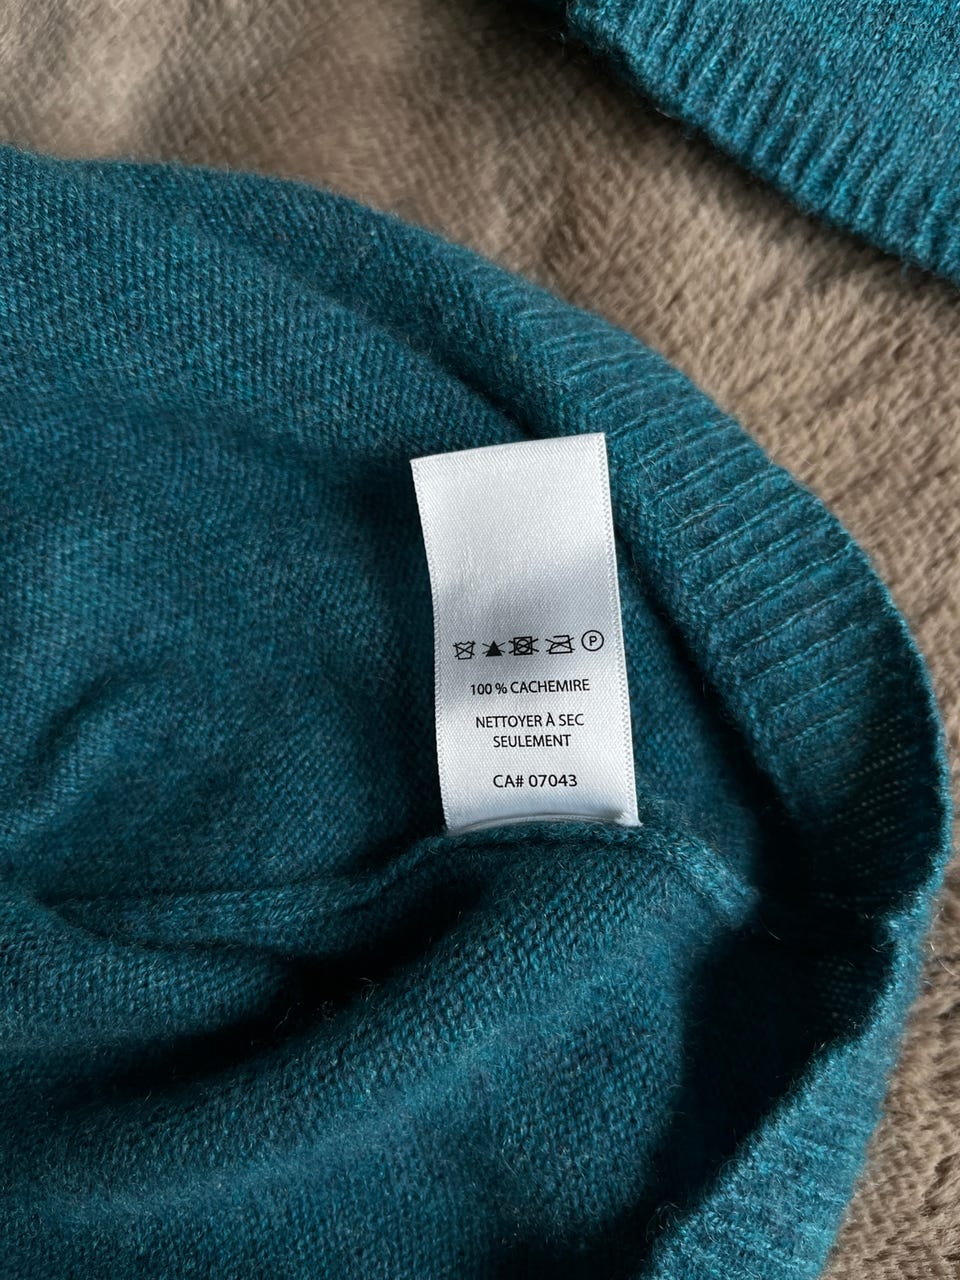 P
100 % CACHEMIRE
NETTOYER À SEC
SEULEMENT
CA# 07043